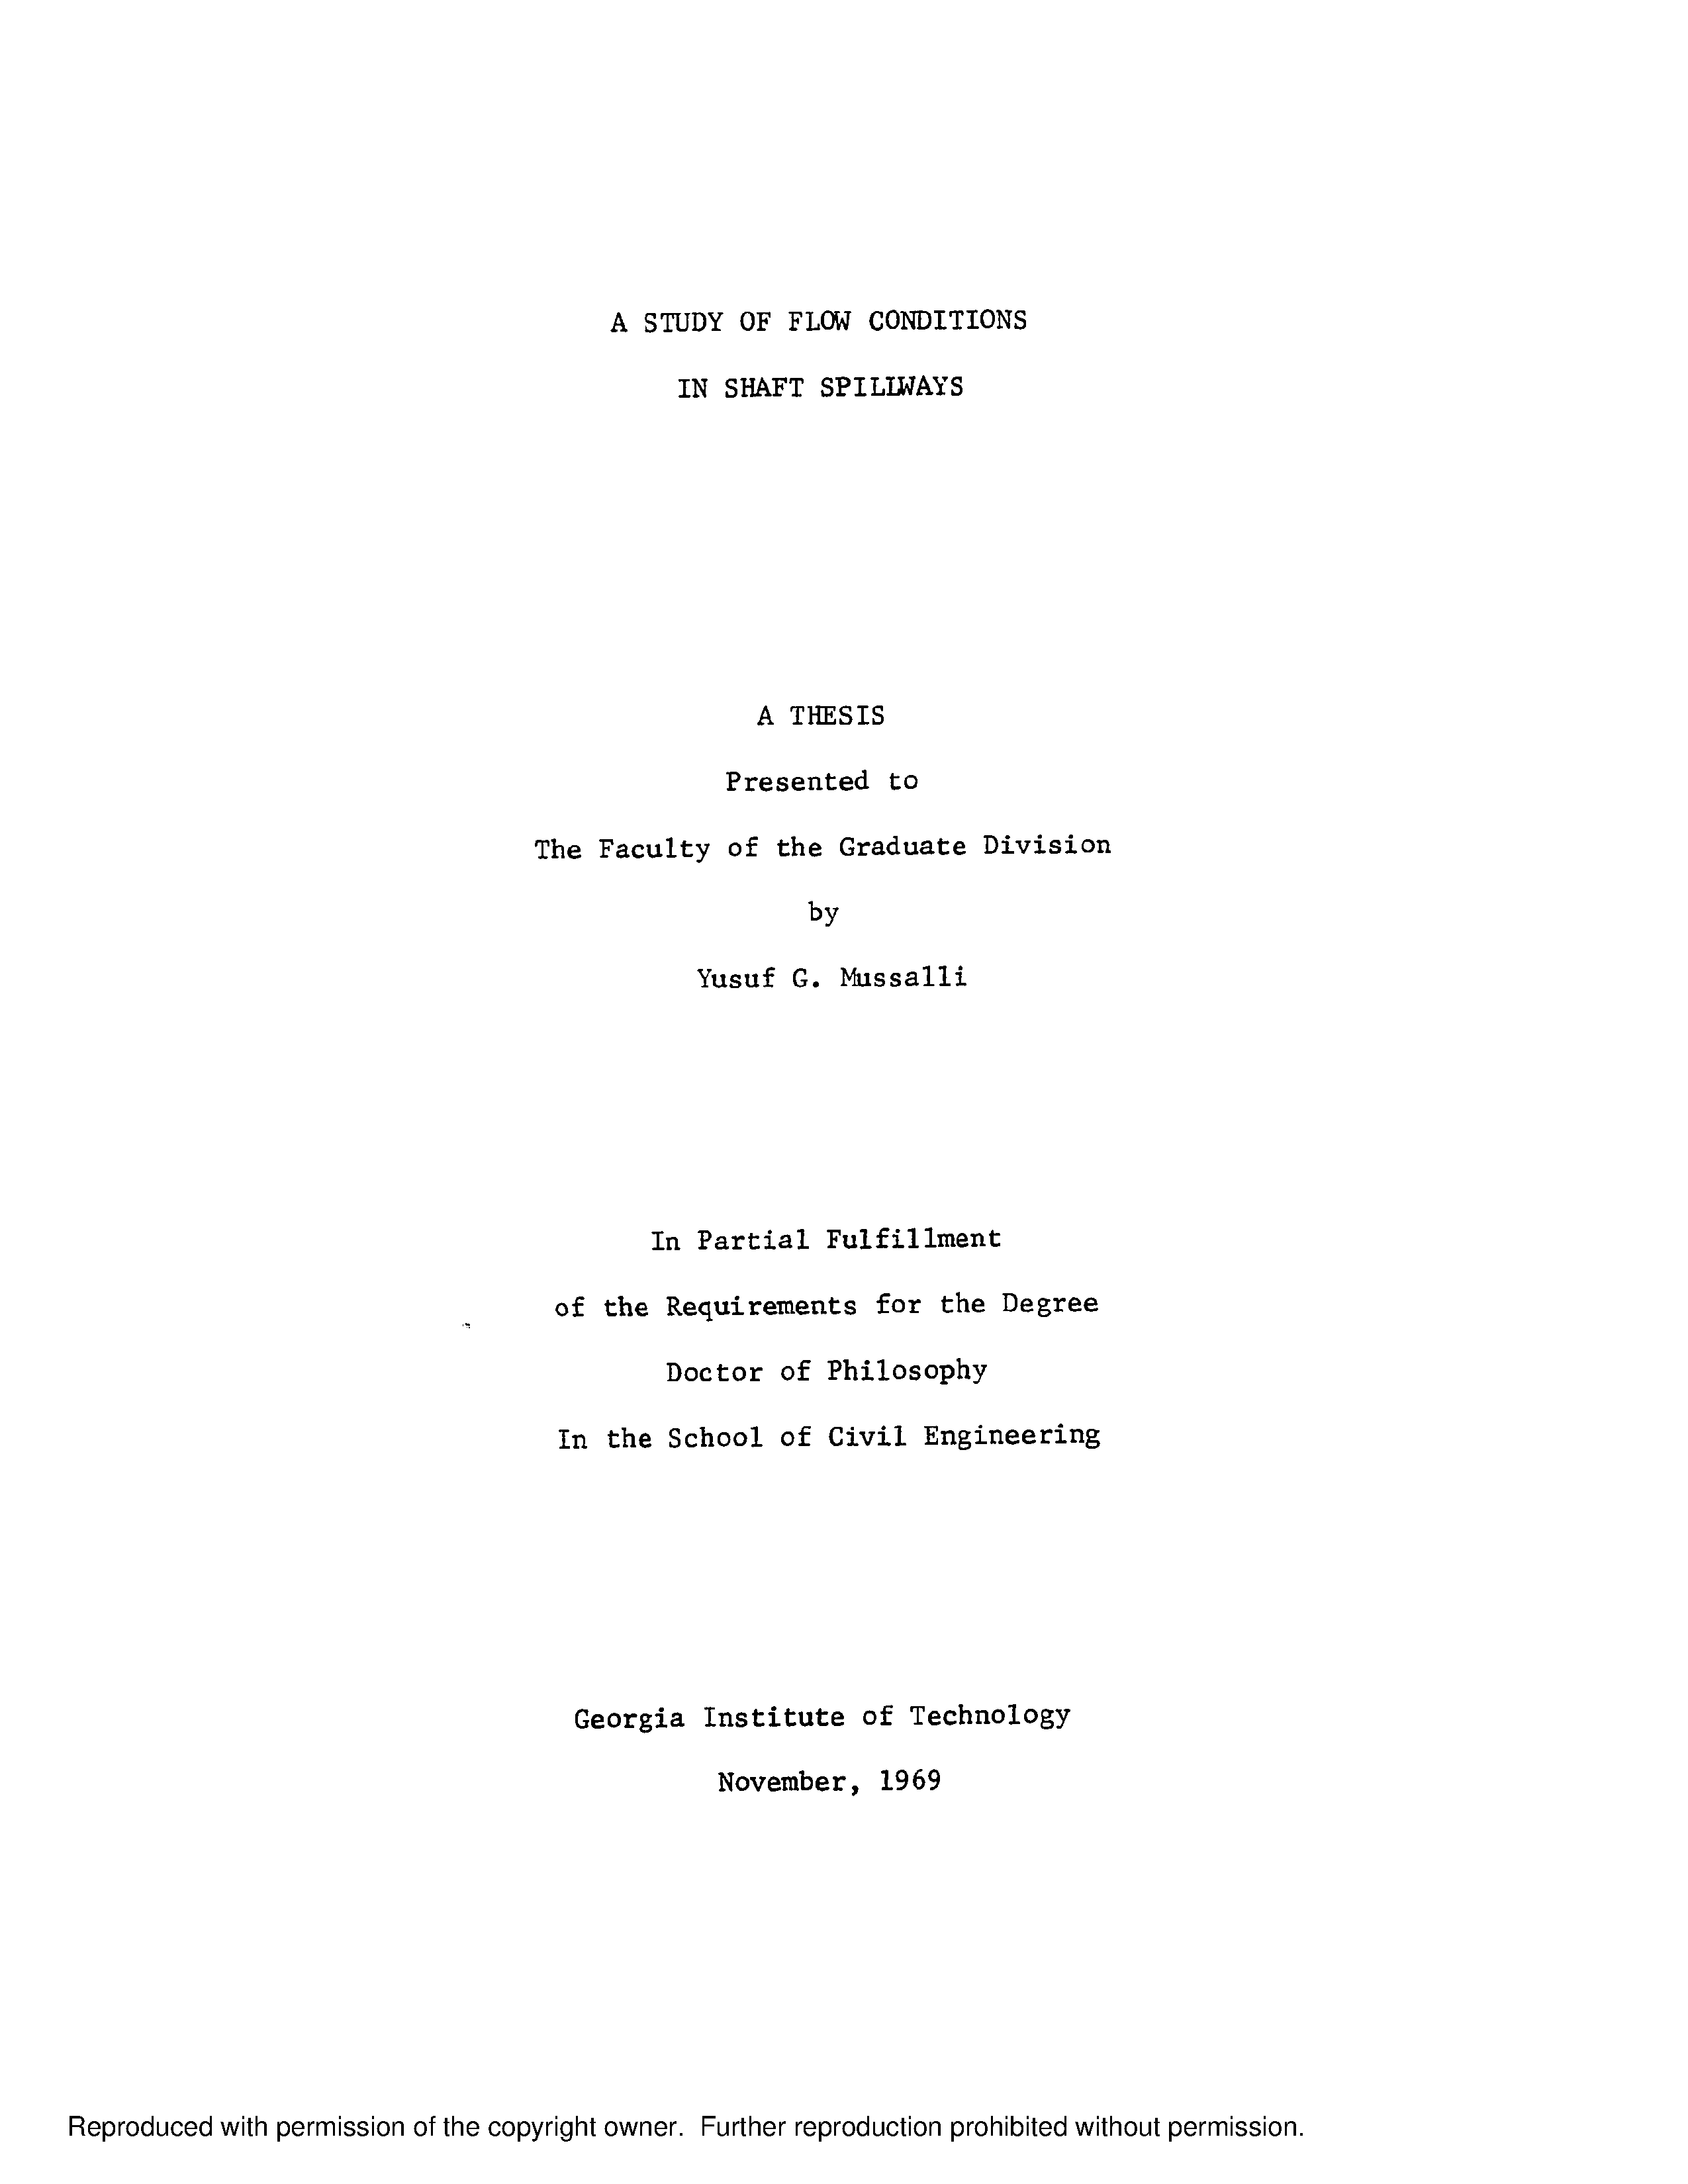 A STUDY OF FLOW CONDITIONS
IN SHAFT SPILLWAYS
A THESIS
Presented to
The Faculty of the Graduate Division
by
Yusuf G. Mussalli
In Partial Fulfillment
of the Requirements for the Degree
Doctor of Philosophy
In the School of Civil Engineering
Georgia Institute of Technology
November, 1969
Reproduced with permission of the copyright owner. Further reproduction prohibited without permission.